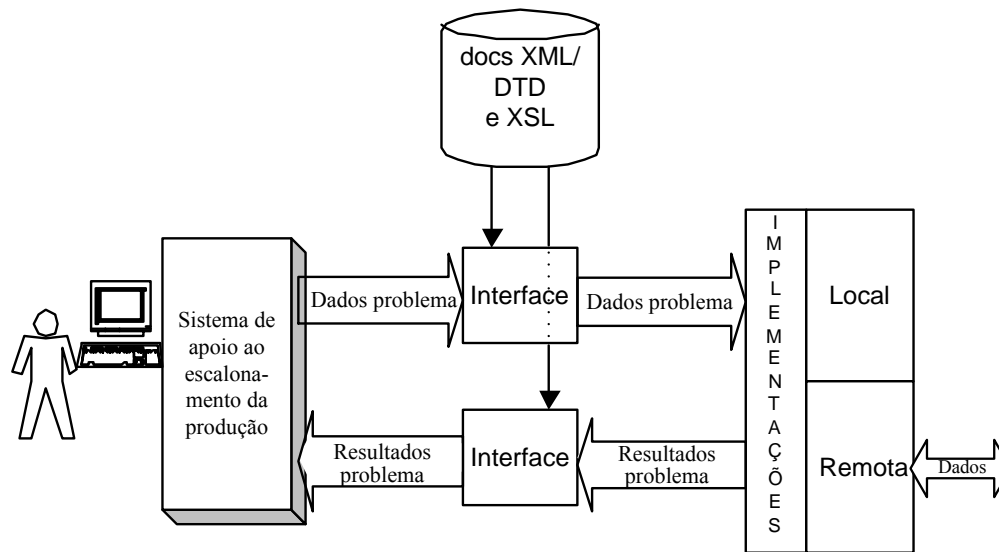 docs XML/
DTD
e XSL
Sistema de
apoio ao
escalona-
mento da
produção
Dados problema
Interface
Dados problema
Resultados
problema
Interface
Resultados
problema
IMPLEMENTAÇÕES
Local
Remota
Dados